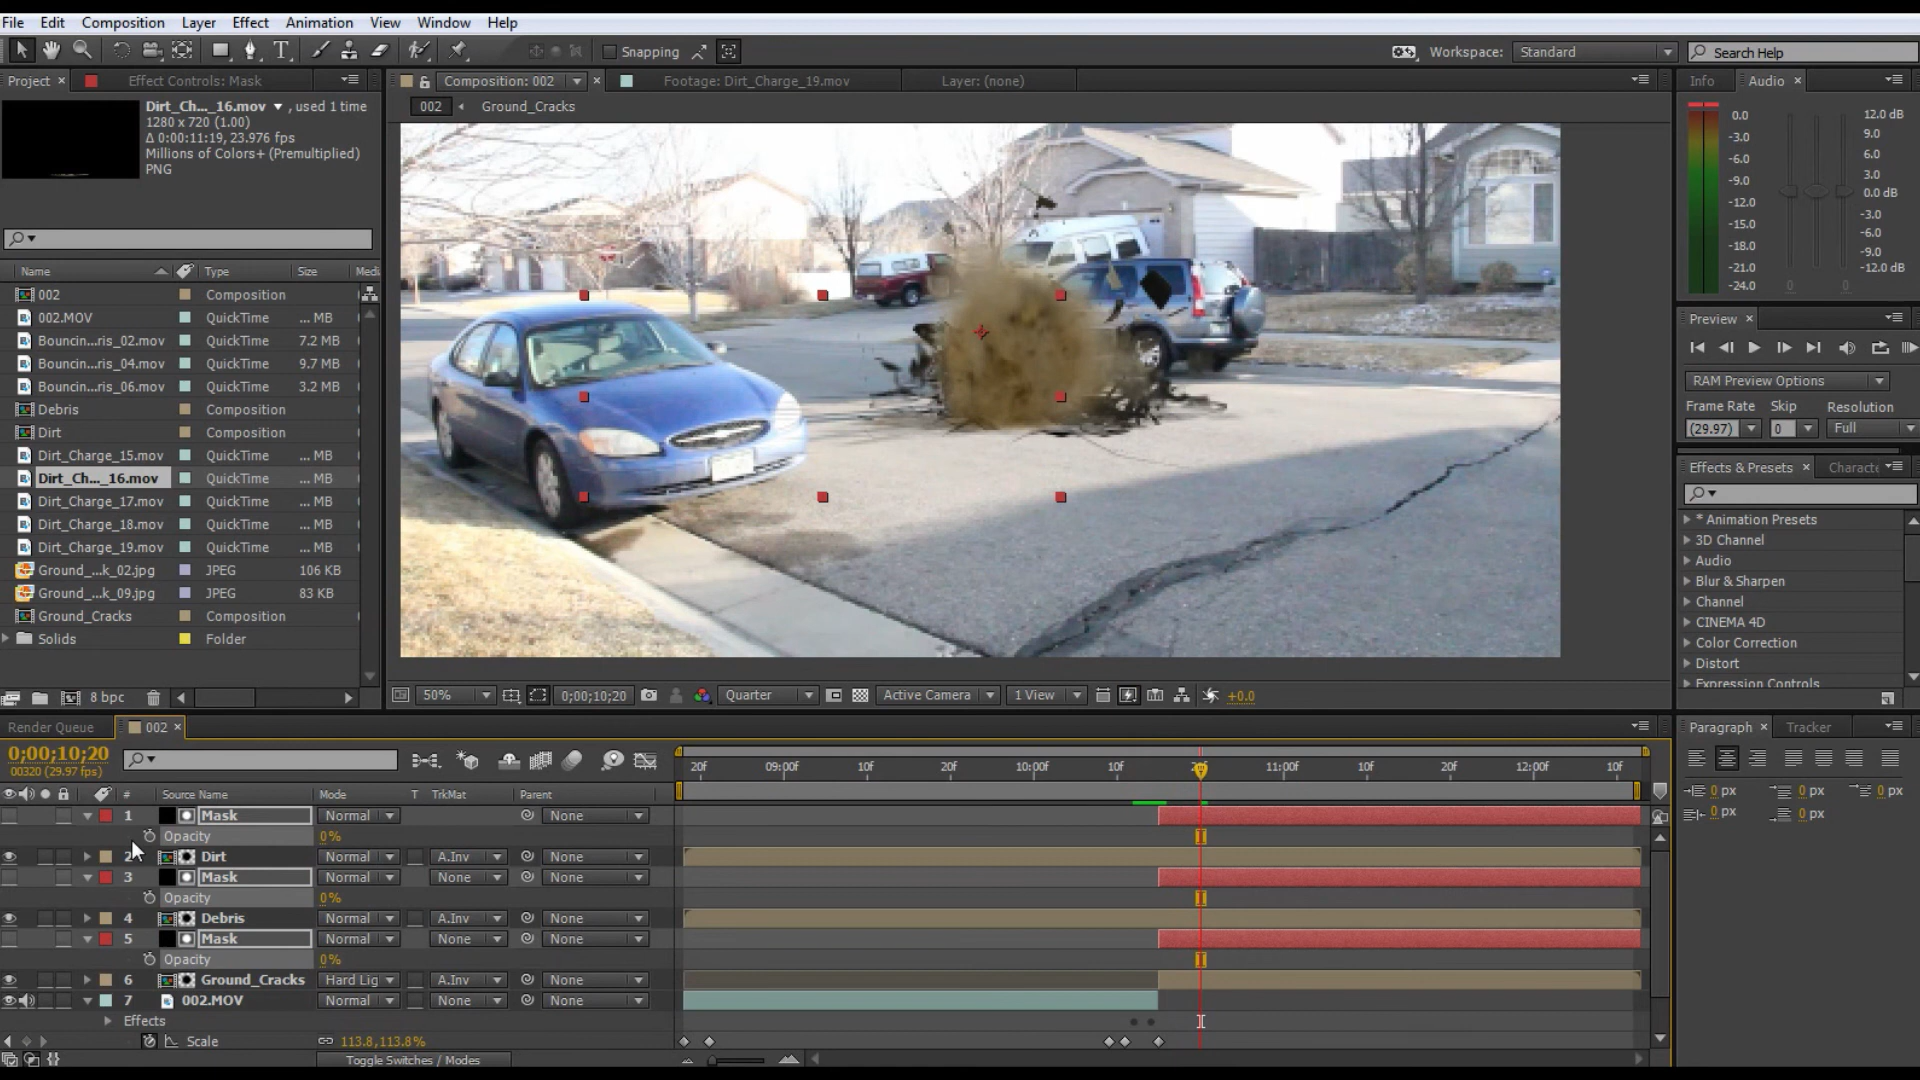 File Edit Composition Layer Effect Animation View Window Help
Snapping
Workspace: Standard
Search Help
Project × Effect Controls: Mask
Composition: 002 × Footage: Dirt_Charge_19.mov Layer: (none)
Info Audio ×
Dirt_Ch..._16.mov ▼ , used 1 time
1280 x 720 (1.00)
Δ 0:00:11:19, 23.976 fps
Millions of Colors+ (Premultiplied)
PNG
002 Ground_Cracks
0.0 12.0 dB
-3.0 9.0
-6.0 6.0
-9.0 3.0
-12.0 0.0 dB
-15.0 -3.0
-18.0 -6.0
-21.0 -9.0
-24.0 -12.0 dB
0 0
Name Type Size Medi
002 Composition
002.MOV QuickTime ... MB
Bouncin...ris_02.mov QuickTime 7.2 MB
Bouncin...ris_04.mov QuickTime 9.7 MB
Bouncin...ris_06.mov QuickTime 3.2 MB
Debris Composition
Dirt Composition
Dirt_Charge_15.mov QuickTime ... MB
Dirt_Ch..._16.mov QuickTime ... MB
Dirt_Charge_17.mov QuickTime ... MB
Dirt_Charge_18.mov QuickTime ... MB
Dirt_Charge_19.mov QuickTime ... MB
Ground_...k_02.jpg JPEG 106 KB
Ground_...k_09.jpg JPEG 83 KB
Ground_Cracks Composition
Solids Folder
8 bpc
Preview ×
RAM Preview Options
Frame Rate Skip Resolution
(29.97) 0 Full
Effects & Presets × Characte
* Animation Presets
3D Channel
Audio
Blur & Sharpen
Channel
CINEMA 4D
Color Correction
Distort
Expression Controls
50% 0;00;10;20 Quarter Active Camera 1 View +0.0
Render Queue 002 ×
Paragraph × Tracker
0;00;10;20
00320 (29.97 fps)
20f 09:00f 10f 20f 10:00f 10f 11:00f 10f 20f 12:00f 10f
# Source Name Mode T TrkMat Parent
1 Mask Normal None
Opacity 0%
2 Dirt Normal A.Inv None
3 Mask Normal None None
Opacity 0%
4 Debris Normal A.Inv None
5 Mask Normal None None
Opacity 0%
6 Ground_Cracks Hard Lig A.Inv None
7 002.MOV Normal None None
Effects
Scale 113.8,113.8%
Toggle Switches / Modes
0 px 0 px 0 px
0 px 0 px